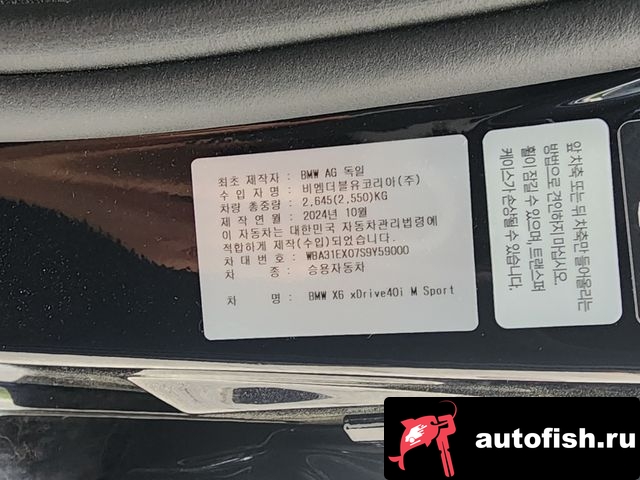 최초 제작자 : BMW AG 독일
수 입 자 명 : 비엠더블유코리아(주)
차량 총중량 : 2,645(2,550)KG
제 작 연 월 : 2024년 10월
이 자동차는 대한민국 자동차관리법령에
적합하게 제작(수입)되었습니다.
차 대 번 호 : WBA31EX07S9Y59000
차 종 : 승용자동차
차 명 : BMW X6 xDrive40i M Sport
앞 차축 또는 뒤 차축만 들어올리는
방법으로 견인하지 마십시오.
휠이 잠길 수 있으며, 트랜스퍼
케이스가 손상될 수 있습니다.
autofish.ru